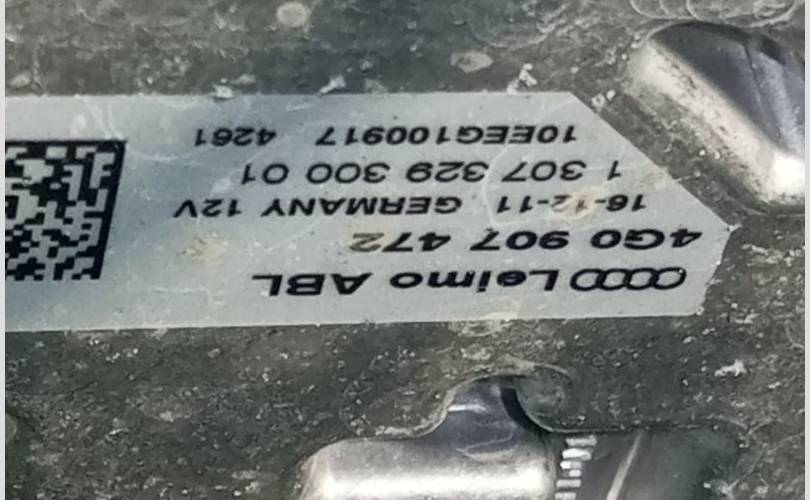 Leimo ABL
4G0 907 472
16-12-11 GERMANY 12V
1 307 329 300 01
10EEG100917 4261